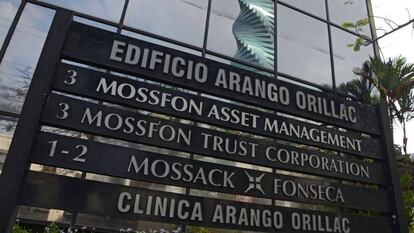 EDIFICIO ARANGO ORILLAC
3 MOSSFON ASSET MANAGEMENT
3 MOSSFON TRUST CORPORATION
1-2 MOSSACK FONSECA
CLINICA ARANGO ORILLAC